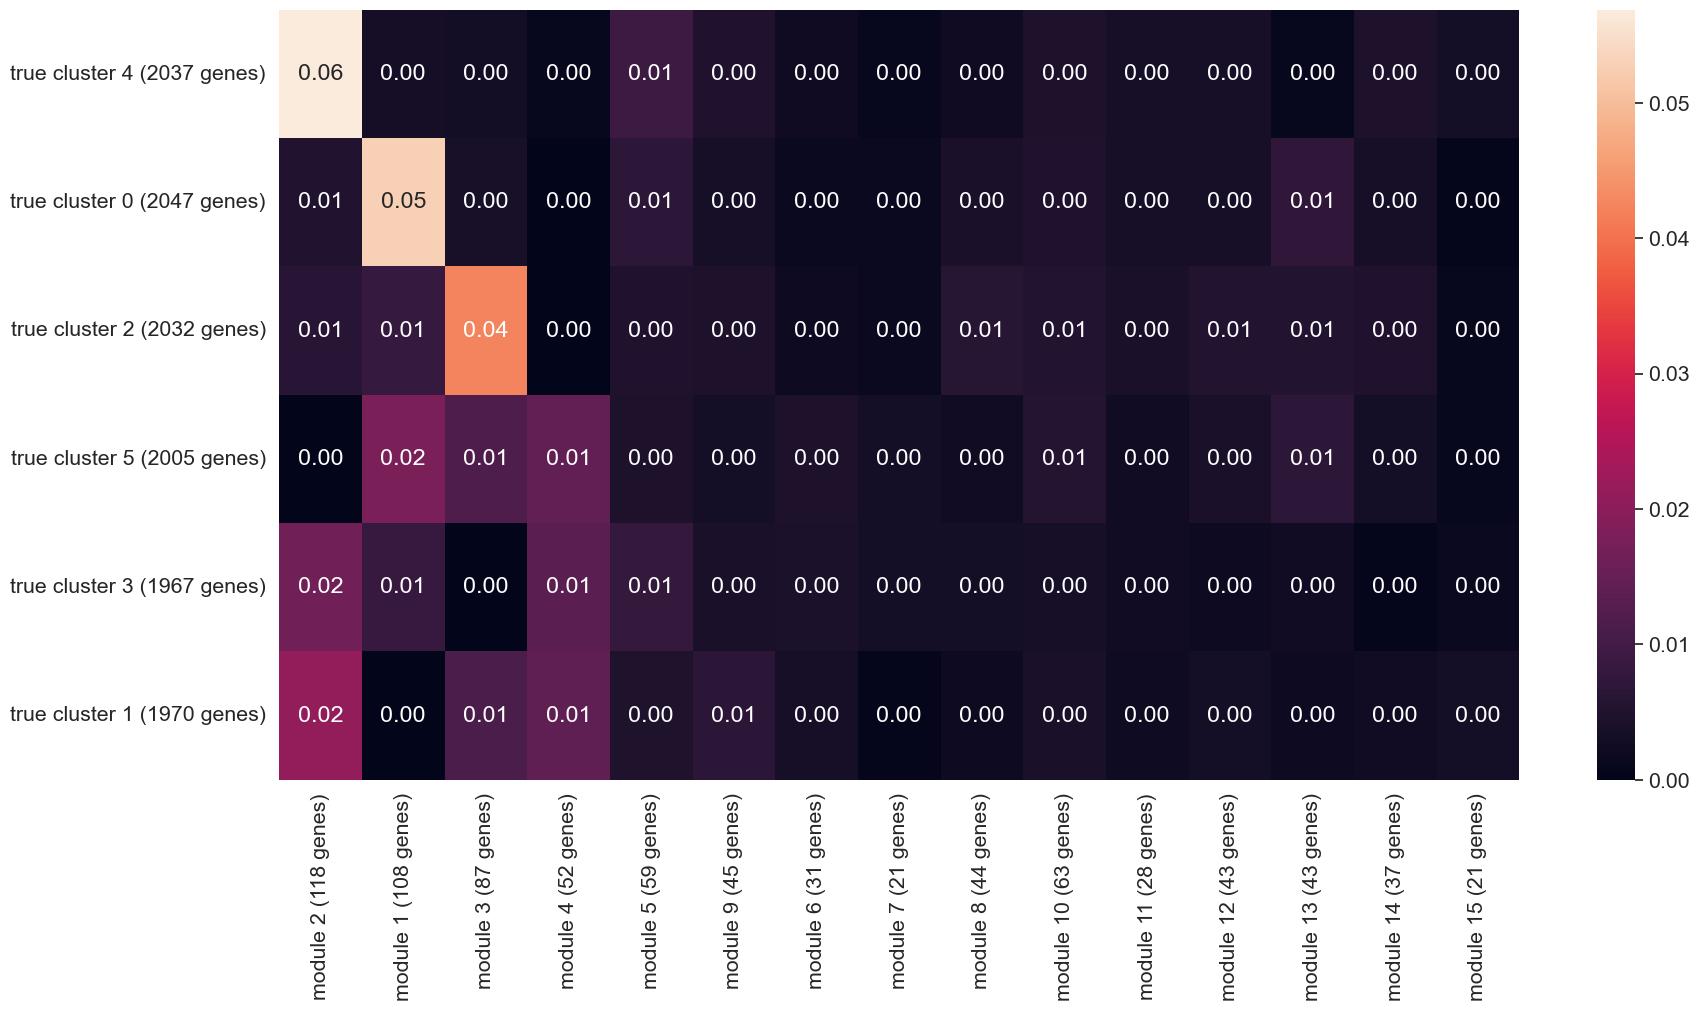 true cluster 4 (2037 genes) 0.06 0.00 0.00 0.00 0.01 0.00 0.00 0.00 0.00 0.00 0.00 0.00 0.00 0.00 0.00
true cluster 0 (2047 genes) 0.01 0.05 0.00 0.00 0.01 0.00 0.00 0.00 0.00 0.00 0.00 0.00 0.01 0.00 0.00
true cluster 2 (2032 genes) 0.01 0.01 0.04 0.00 0.00 0.00 0.00 0.00 0.01 0.01 0.00 0.01 0.01 0.00 0.00
true cluster 5 (2005 genes) 0.00 0.02 0.01 0.01 0.00 0.00 0.00 0.00 0.00 0.01 0.00 0.00 0.01 0.00 0.00
true cluster 3 (1967 genes) 0.02 0.01 0.00 0.01 0.01 0.00 0.00 0.00 0.00 0.00 0.00 0.00 0.00 0.00 0.00
true cluster 1 (1970 genes) 0.02 0.00 0.01 0.01 0.00 0.01 0.00 0.00 0.00 0.00 0.00 0.00 0.00 0.00 0.00
module 2 (118 genes)
module 1 (108 genes)
module 3 (87 genes)
module 4 (52 genes)
module 5 (59 genes)
module 9 (45 genes)
module 6 (31 genes)
module 7 (21 genes)
module 8 (44 genes)
module 10 (63 genes)
module 11 (28 genes)
module 12 (43 genes)
module 13 (43 genes)
module 14 (37 genes)
module 15 (21 genes)
0.05
0.04
0.03
0.02
0.01
0.00